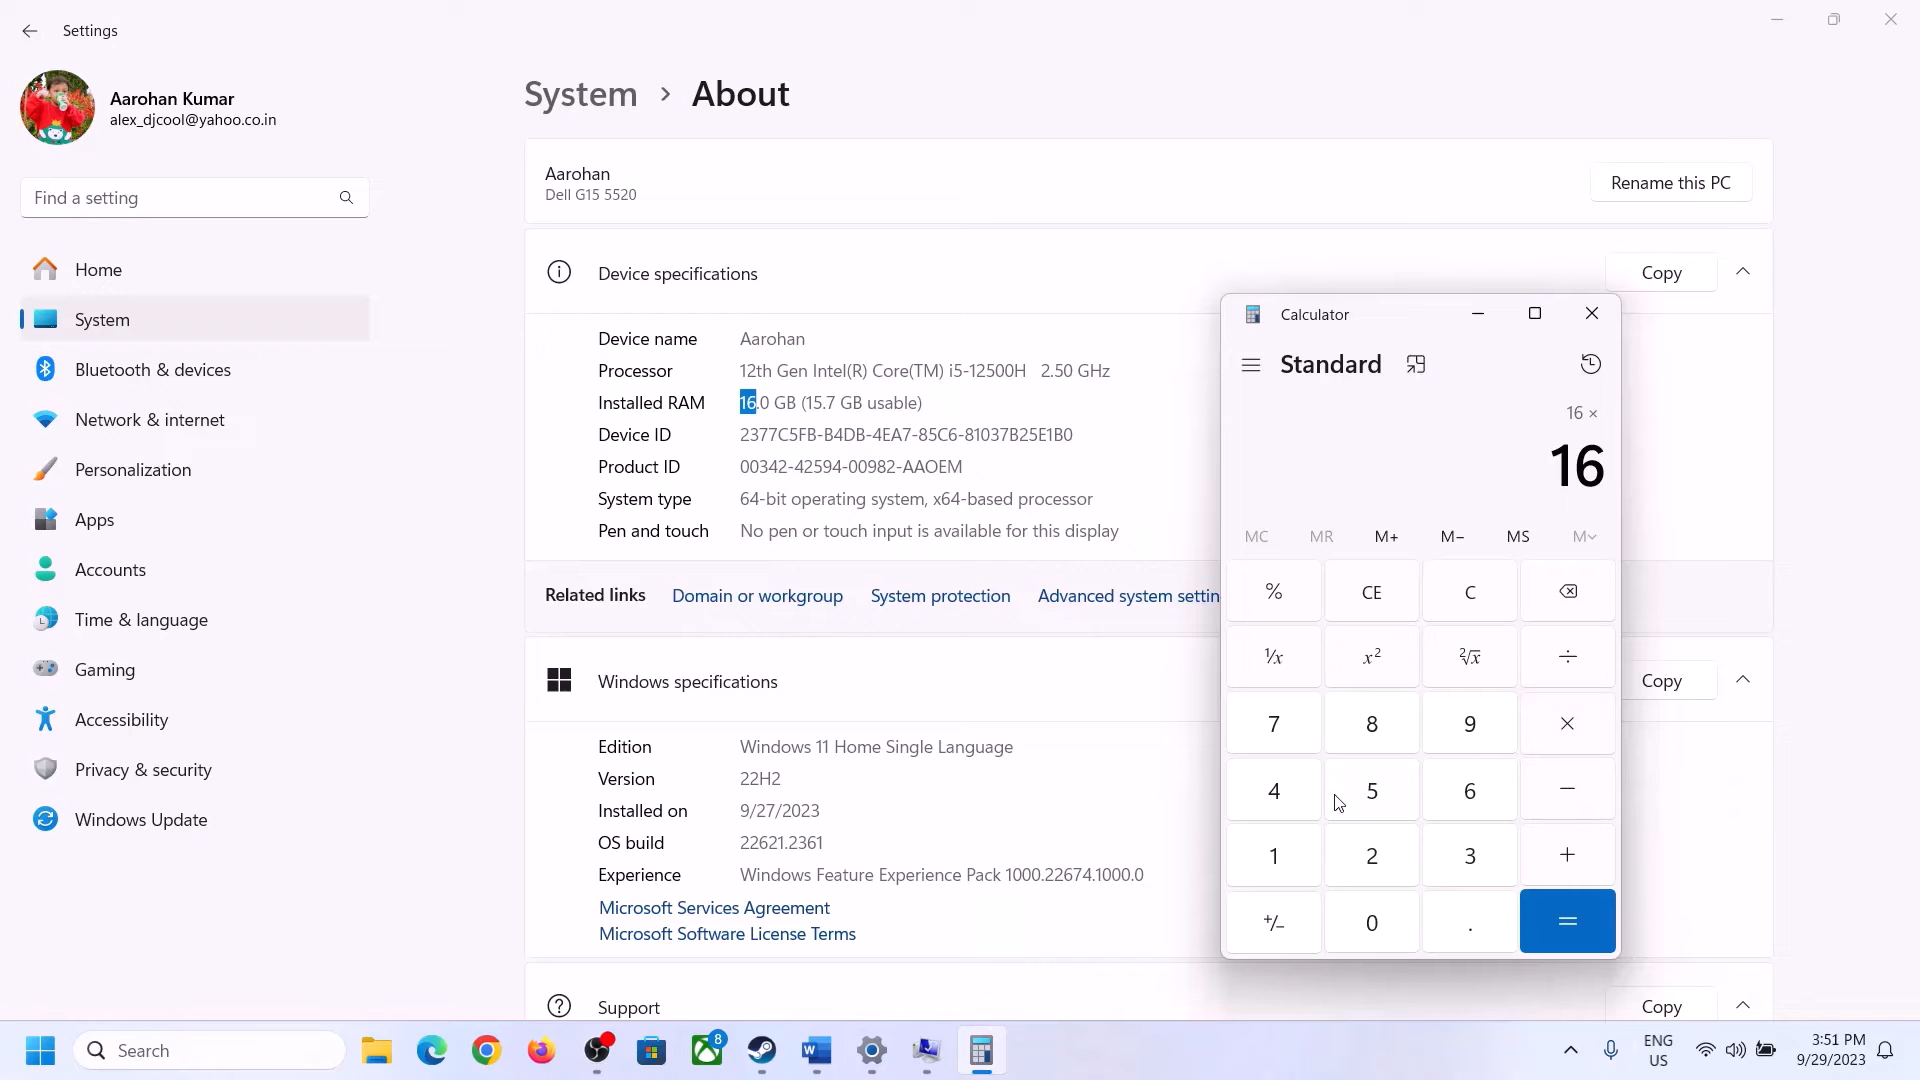 Settings
Aarohan Kumar
alex_djcool@yahoo.co.in
Find a setting
Home
System
Bluetooth & devices
Network & internet
Personalization
Apps
Accounts
Time & language
Gaming
Accessibility
Privacy & security
Windows Update
System > About
Aarohan
Dell G15 5520
Rename this PC
Device specifications
Copy
Device name Aarohan
Processor 12th Gen Intel(R) Core(TM) i5-12500H 2.50 GHz
Installed RAM 16.0 GB (15.7 GB usable)
Device ID 2377C5FB-B4DB-4EA7-85C6-81037B25E1B0
Product ID 00342-42594-00982-AAOEM
System type 64-bit operating system, x64-based processor
Pen and touch No pen or touch input is available for this display
Related links Domain or workgroup System protection Advanced system settin
Windows specifications
Copy
Edition Windows 11 Home Single Language
Version 22H2
Installed on 9/27/2023
OS build 22621.2361
Experience Windows Feature Experience Pack 1000.22674.1000.0
Microsoft Services Agreement
Microsoft Software License Terms
Support
Copy
Calculator
Standard
16 ×
16
MC MR M+ M− MS M
% CE C
⅟x x² ²√x ÷
7 8 9 ×
4 5 6 −
1 2 3 +
+/− 0 . =
Search
8
ENG
US
3:51 PM
9/29/2023